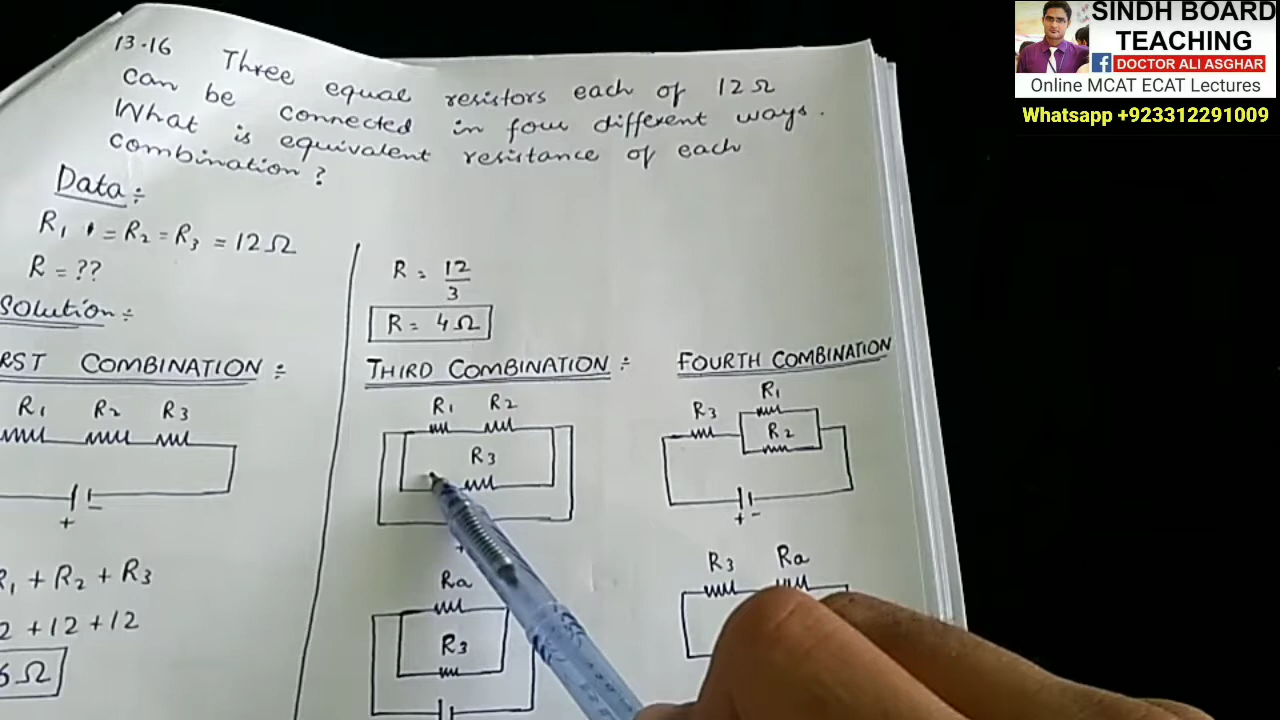 SINDH BOARD
TEACHING
f DOCTOR ALI ASGHAR
Online MCAT ECAT Lectures
Whatsapp +923312291009
13.16 Three equal resistors each of 12Ω
can be connected in four different ways.
What is equivalent resistance of each
combination?
Data:
R₁ = R₂ = R₃ = 12Ω
R = ??
Solution:
RST COMBINATION:
R₁ R₂ R₃
+ -
R₁ + R₂ + R₃
2 + 12 + 12
6 Ω
R = 12/3
R = 4Ω
THIRD COMBINATION:
R₁ R₂
R₃
+
Ra
R₃
FOURTH COMBINATION
R₁
R₃
R₂
+ -
R₃ Ra